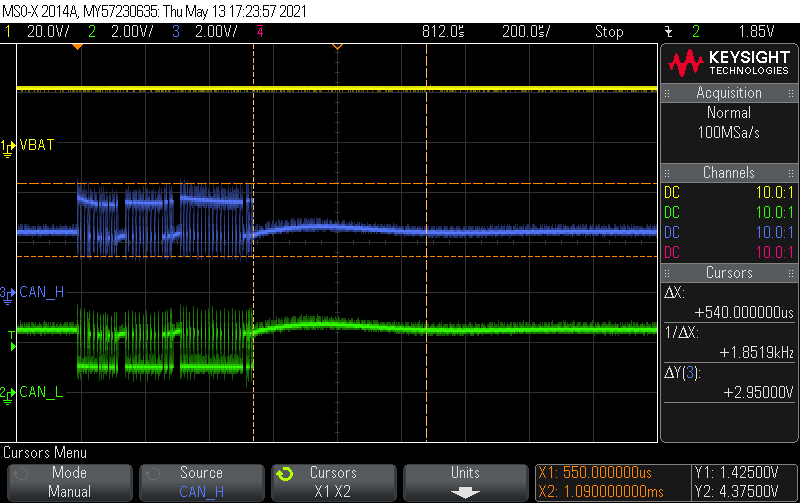 MSO-X 2014A, MY57230635: Thu May 13 17:23:57 2021
1 20.0V/ 2 2.00V/ 3 2.00V/ 4 812.0s 200.0s/ Stop 2 1.85V
KEYSIGHT
TECHNOLOGIES
Acquisition
Normal
100MSa/s
Channels
DC 10.0:1
DC 10.0:1
DC 10.0:1
DC 10.0:1
Cursors
ΔX:
+540.000000us
1/ΔX:
+1.8519kHz
ΔY(3):
+2.95000V
1 VBAT
3 CAN_H
T
2 CAN_L
Cursors Menu
Mode
Manual
Source
CAN_H
Cursors
X1 X2
Units
X1: 550.000000us
X2: 1.090000000ms
Y1: 1.42500V
Y2: 4.37500V